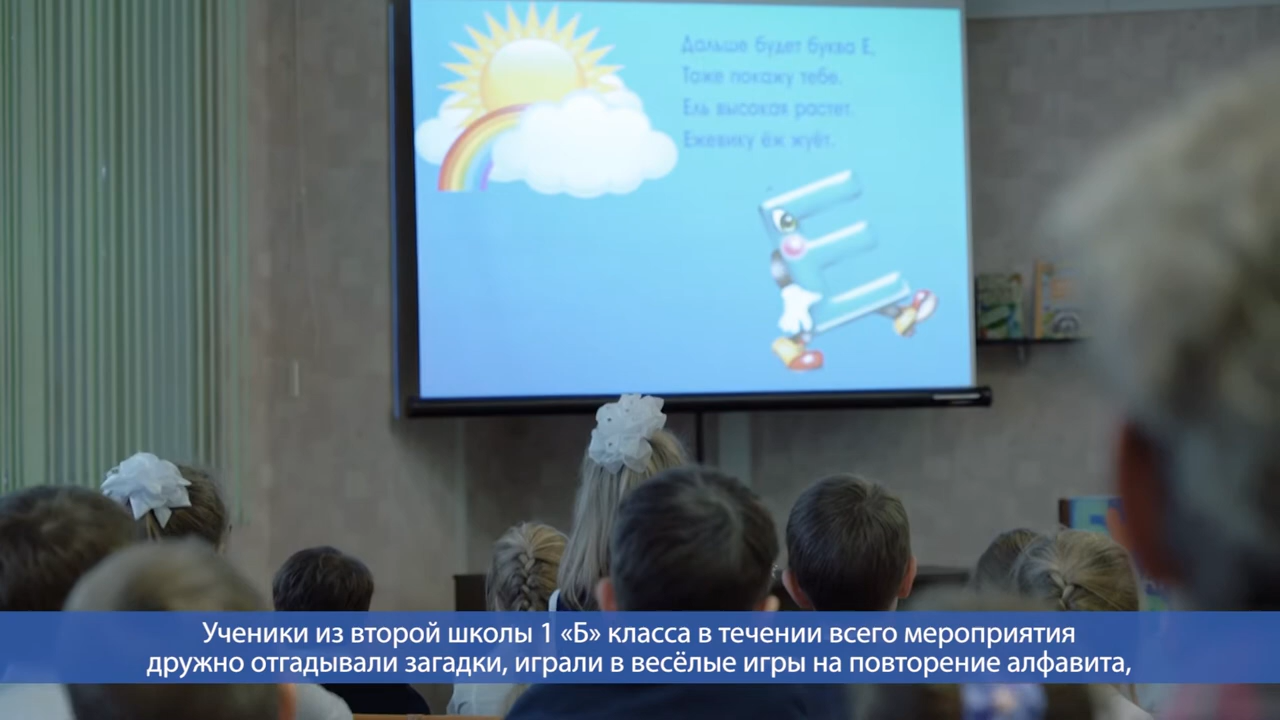 Дальше будет буква Е,
Тоже покажу тебе.
Ель высокая растет.
Ежевику ёж жуёт.
Ученики из второй школы 1 «Б» класса в течении всего мероприятия
дружно отгадывали загадки, играли в весёлые игры на повторение алфавита,